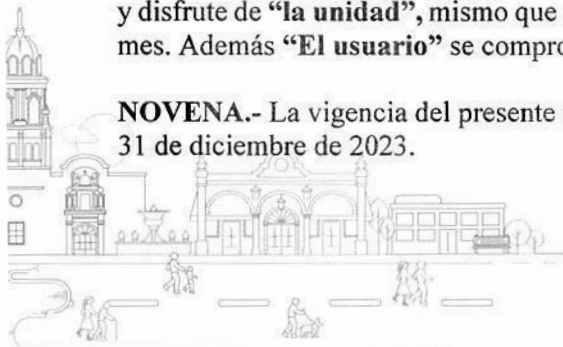 y disfrute de “la unidad”, mismo que
mes. Además “El usuario” se compro
NOVENA.- La vigencia del presente
31 de diciembre de 2023.